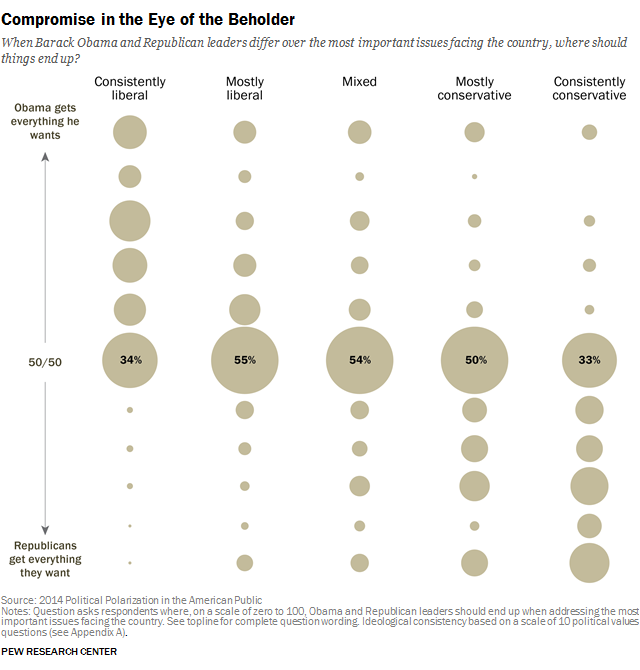 Compromise in the Eye of the Beholder
When Barack Obama and Republican leaders differ over the most important issues facing the country, where should
things end up?
Consistently liberal
Mostly liberal
Mixed
Mostly conservative
Consistently conservative
Obama gets
everything he
wants
50/50
34%
55%
54%
50%
33%
Republicans
get everything
they want
Source: 2014 Political Polarization in the American Public
Notes: Question asks respondents where, on a scale of zero to 100, Obama and Republican leaders should end up when addressing the most
important issues facing the country. See topline for complete question wording. Ideological consistency based on a scale of 10 political values
questions (see Appendix A).
PEW RESEARCH CENTER